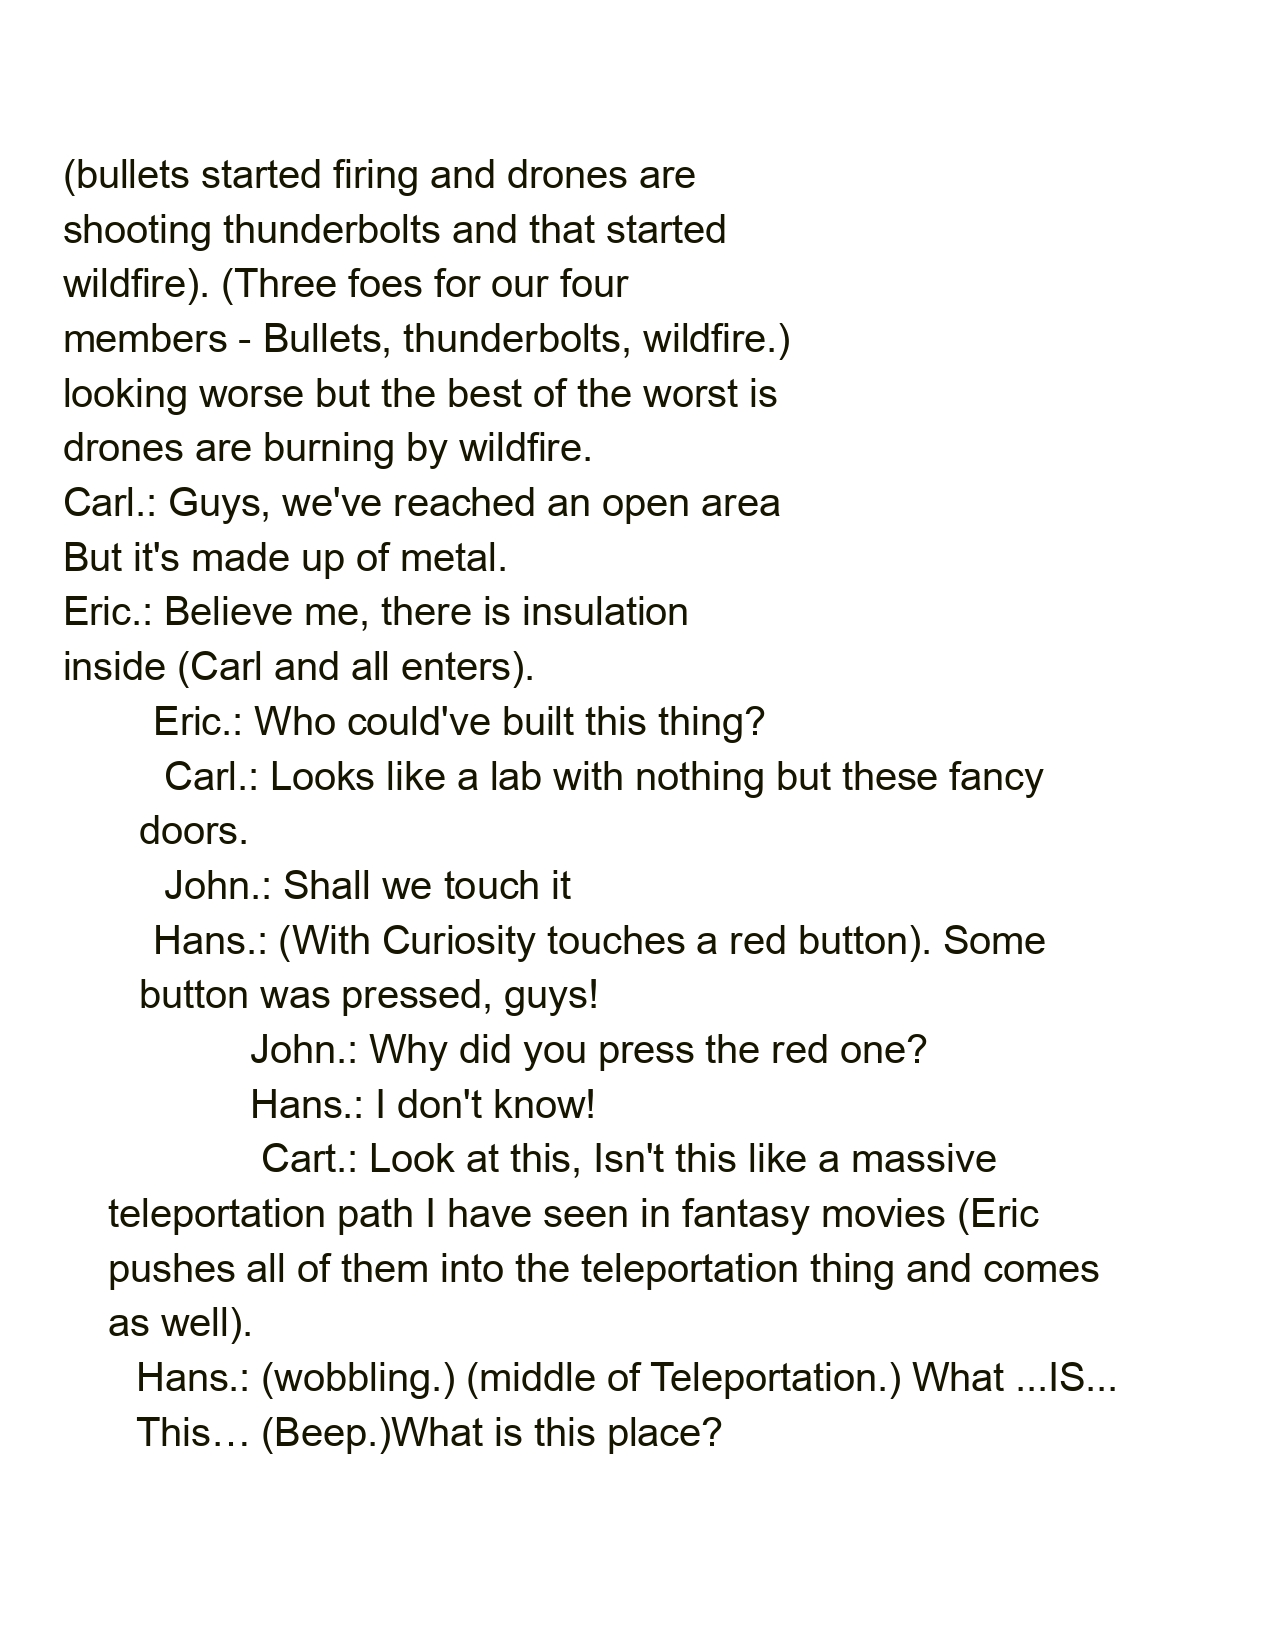 (bullets started firing and drones are
shooting thunderbolts and that started
wildfire). (Three foes for our four
members - Bullets, thunderbolts, wildfire.)
looking worse but the best of the worst is
drones are burning by wildfire.
Carl.: Guys, we've reached an open area
But it's made up of metal.
Eric.: Believe me, there is insulation
inside (Carl and all enters).
Eric.: Who could've built this thing?
Carl.: Looks like a lab with nothing but these fancy
doors.
John.: Shall we touch it
Hans.: (With Curiosity touches a red button). Some
button was pressed, guys!
John.: Why did you press the red one?
Hans.: I don't know!
Cart.: Look at this, Isn't this like a massive
teleportation path I have seen in fantasy movies (Eric
pushes all of them into the teleportation thing and comes
as well).
Hans.: (wobbling.) (middle of Teleportation.) What ...IS...
This… (Beep.)What is this place?